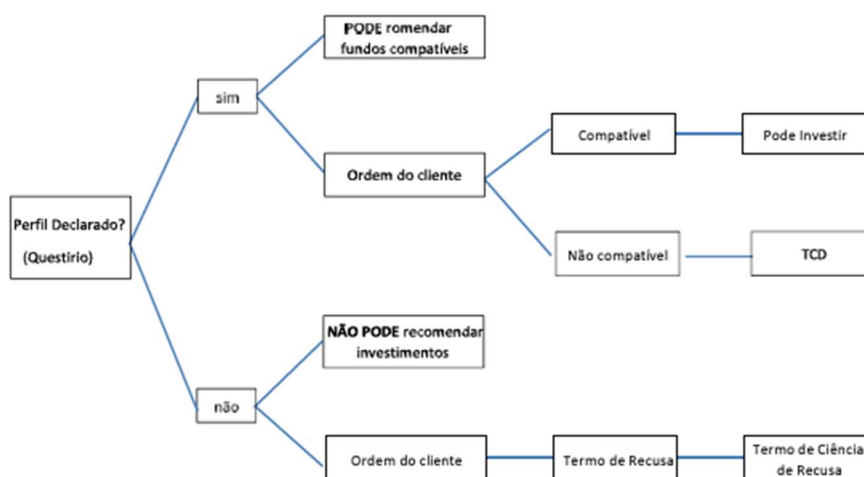 PODE romendar
fundos compatíveis
sim
Ordem do cliente
Compatível
Pode Investir
Perfil Declarado?
(Questirio)
Não compatível
TCD
NÃO PODE recomendar
investimentos
não
Ordem do cliente
Termo de Recusa
Termo de Ciência
de Recusa